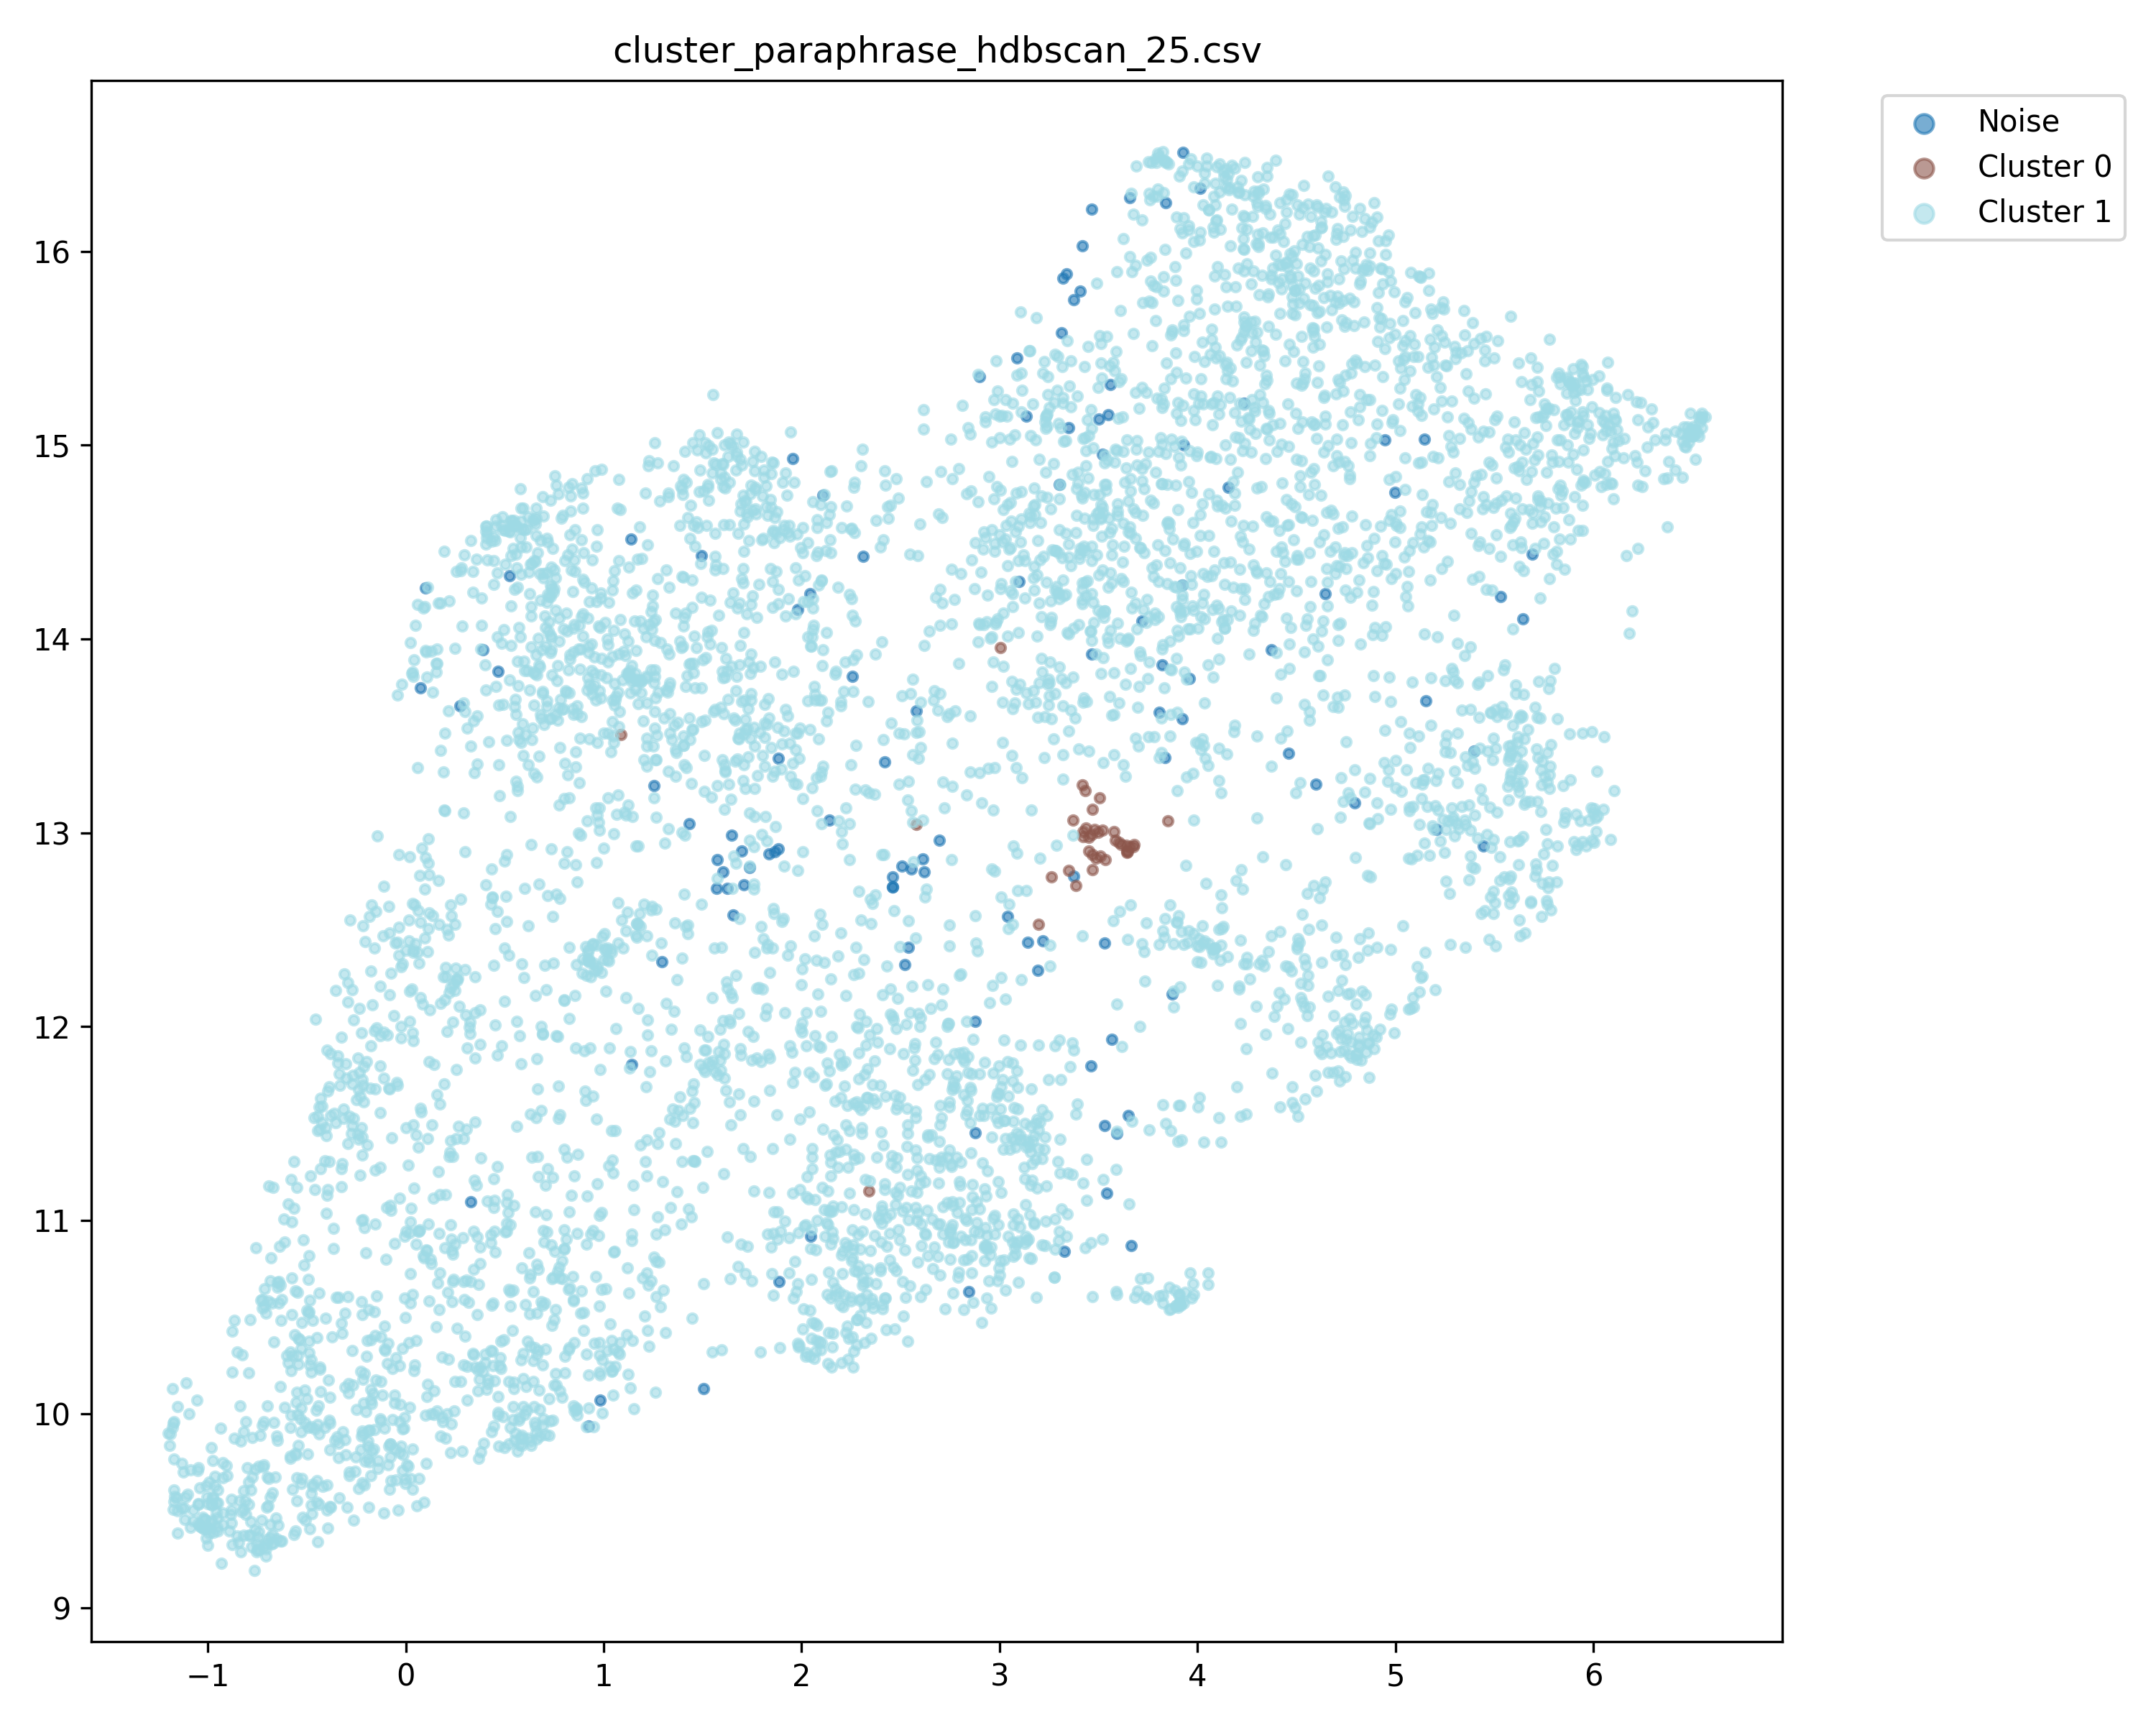 cluster_paraphrase_hdbscan_25.csv
Noise
Cluster 0
Cluster 1
16
15
14
13
12
11
10
9
−1 0 1 2 3 4 5 6